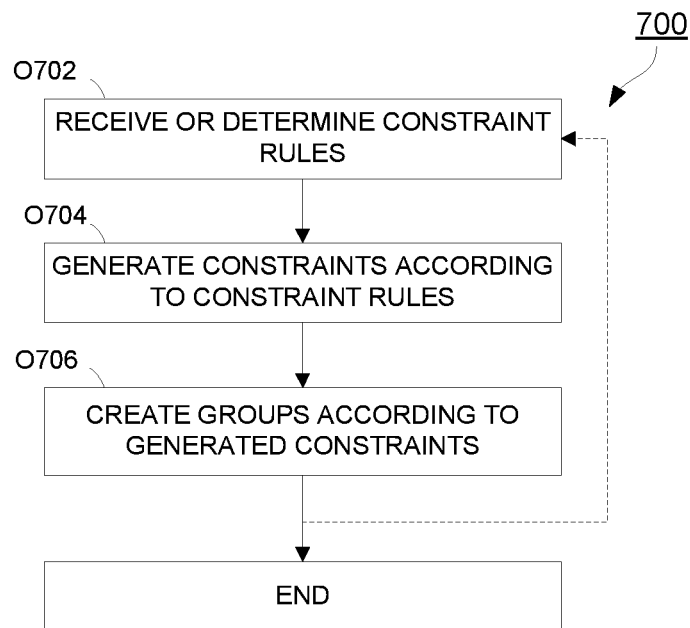 700
O702
RECEIVE OR DETERMINE CONSTRAINT
RULES
O704
GENERATE CONSTRAINTS ACCORDING
TO CONSTRAINT RULES
O706
CREATE GROUPS ACCORDING TO
GENERATED CONSTRAINTS
END